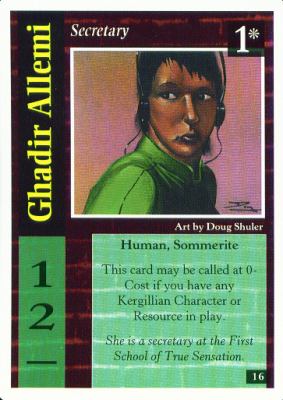 Ghadir Allemi
Secretary
1*
Art by Doug Shuler
Human, Sommerite
This card may be called at 0-
Cost if you have any
Kergillian Character or
Resource in play.
She is a secretary at the First
School of True Sensation.
1
2
—
16